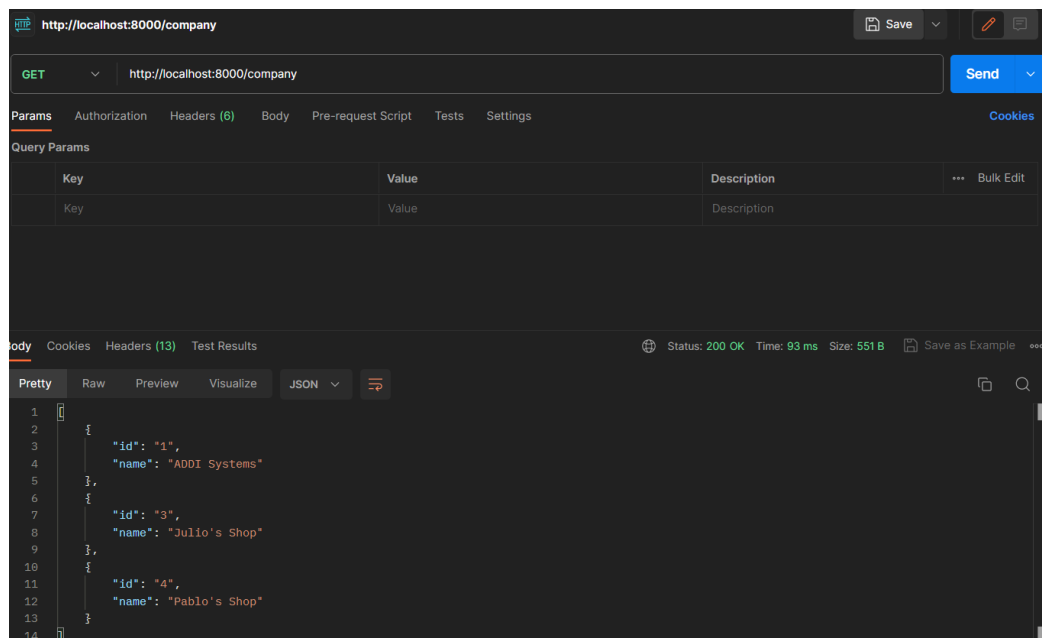 HTTP http://localhost:8000/company Save
GET http://localhost:8000/company Send
Params Authorization Headers (6) Body Pre-request Script Tests Settings Cookies
Query Params
Key Value Description Bulk Edit
Key Value Description
Body Cookies Headers (13) Test Results Status: 200 OK Time: 93 ms Size: 551 B Save as Example
Pretty Raw Preview Visualize JSON
1 [
2 {
3 "id": "1",
4 "name": "ADDI Systems"
5 },
6 {
7 "id": "3",
8 "name": "Julio's Shop"
9 },
10 {
11 "id": "4",
12 "name": "Pablo's Shop"
13 }
14 ]